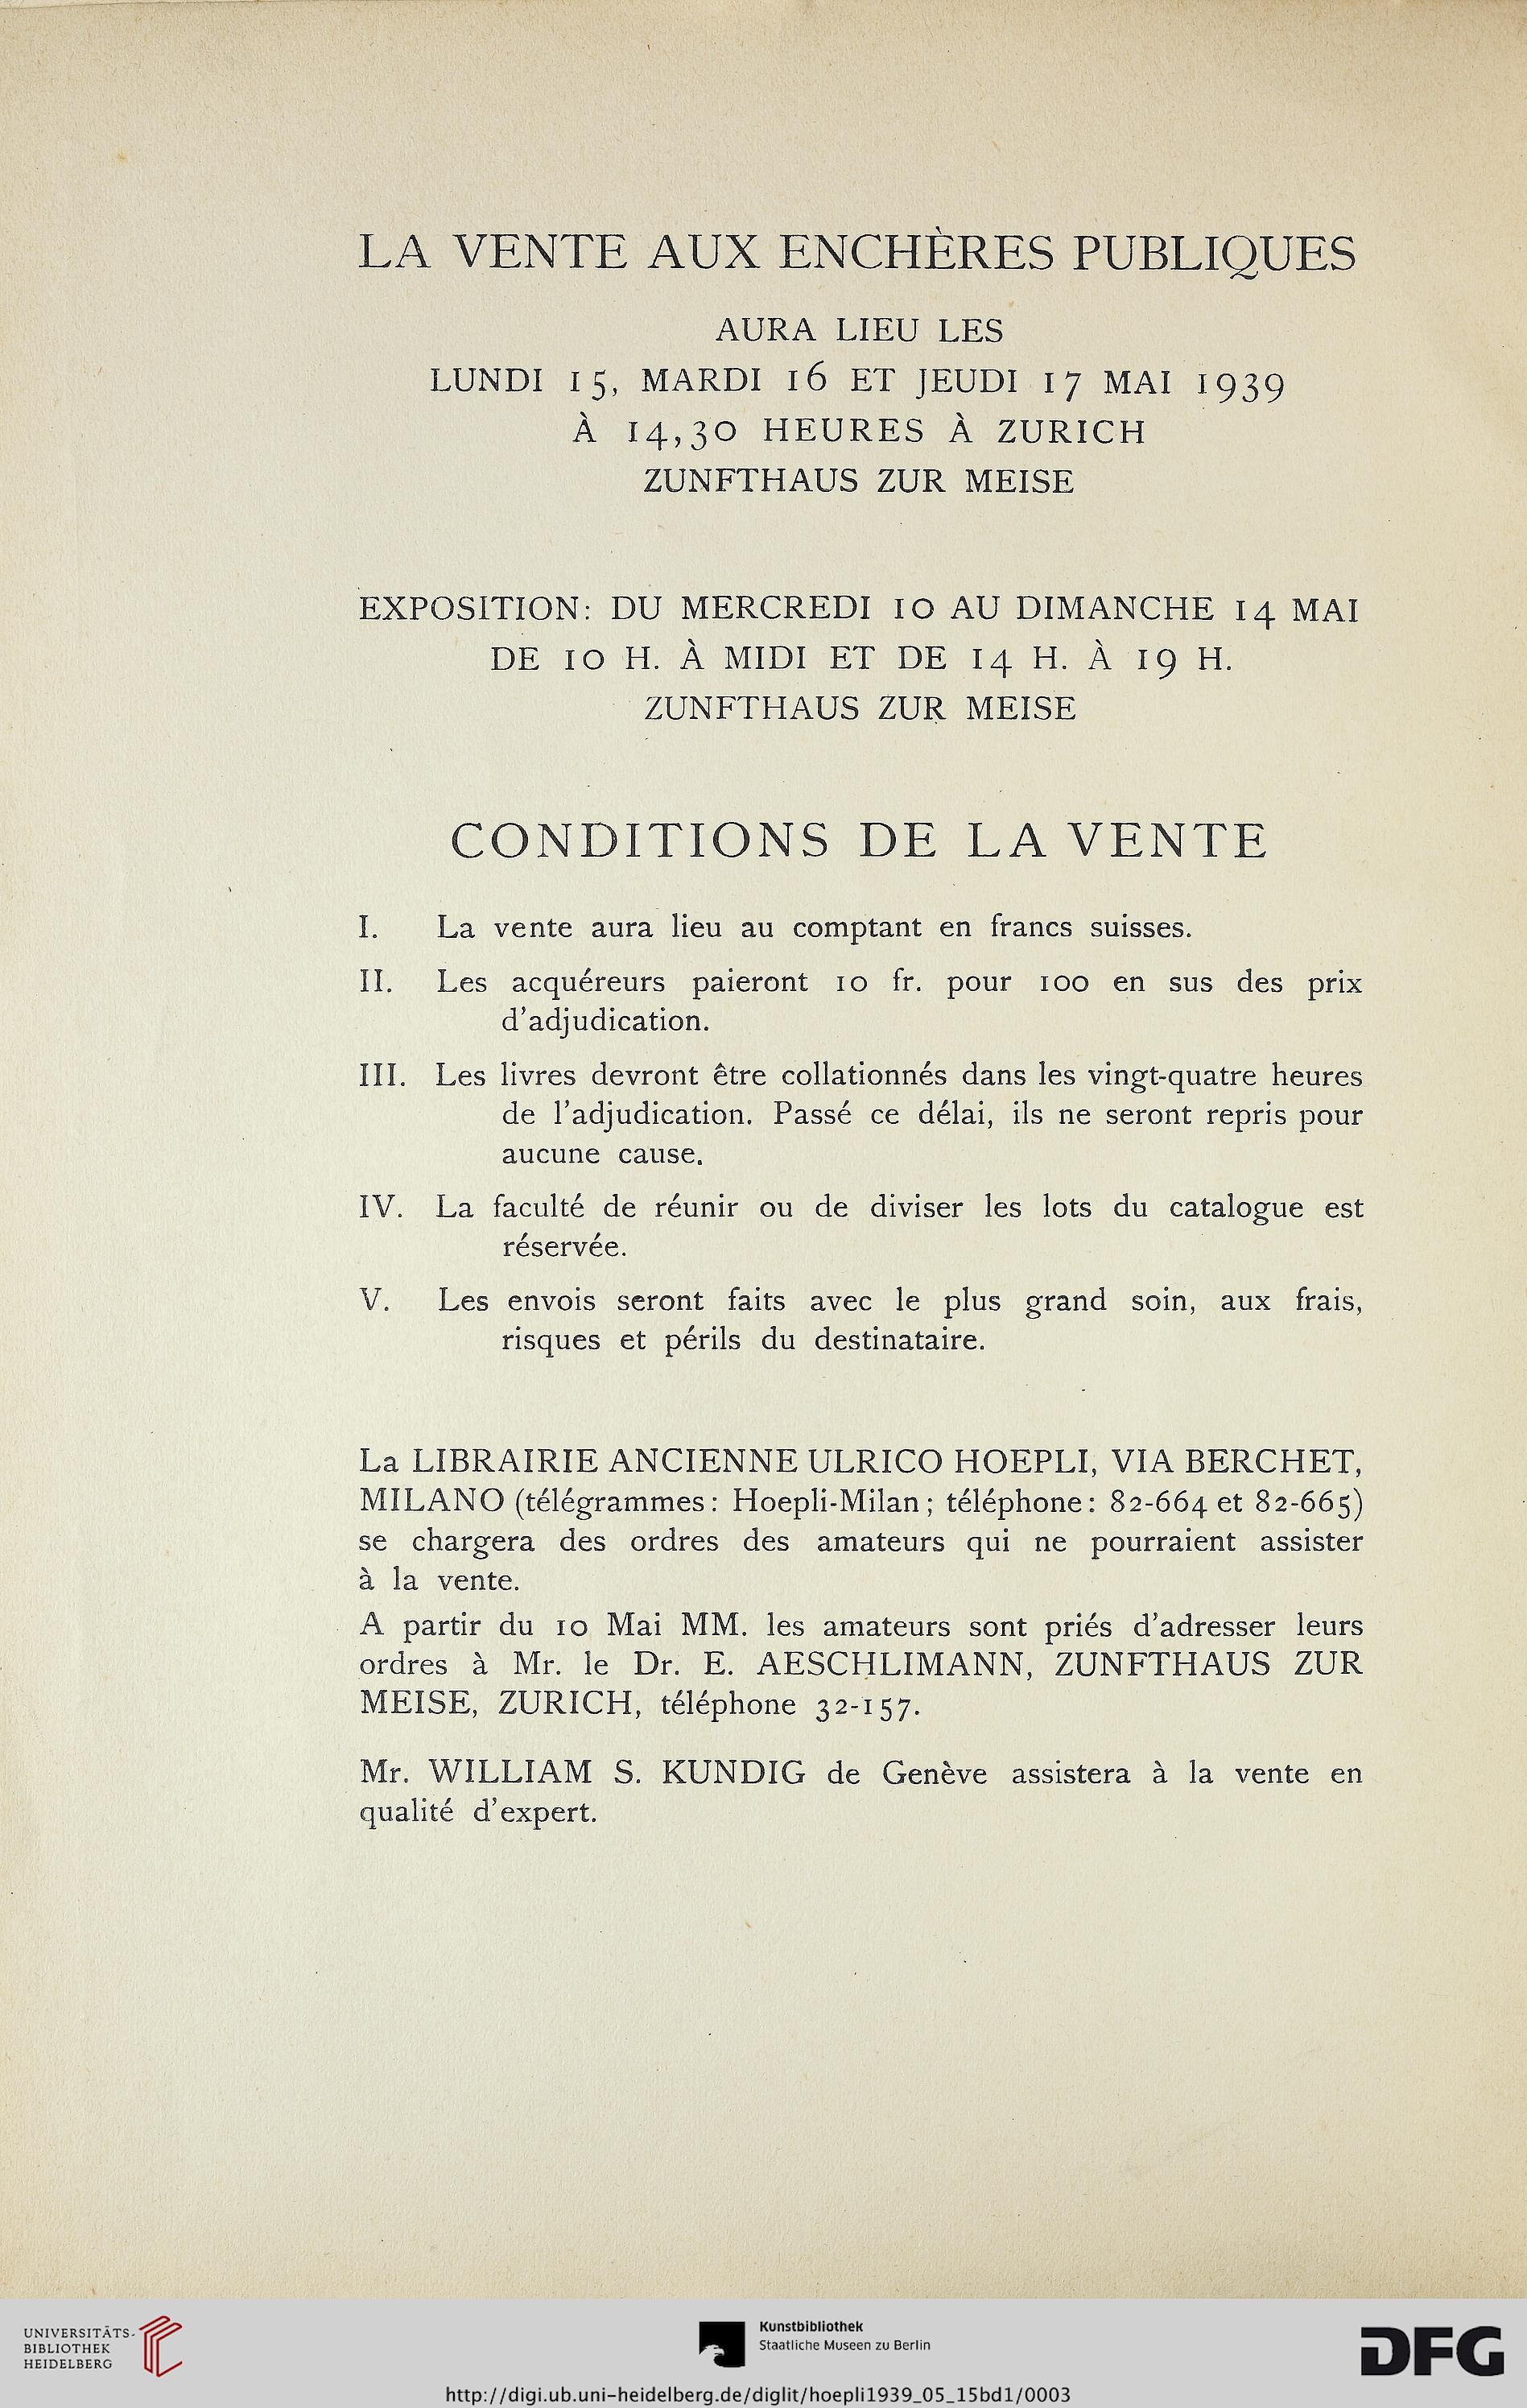 LA VENTE AUX ENCHÈRES PUBLIQUES
AURA LIEU LES
LUNDI 15, MARDI 16 ET JEUDI 17 MAI 1939
À 14,30 HEURES À ZURICH
ZUNFTHAUS ZUR MEISE
EXPOSITION: DU MERCREDI 10 AU DIMANCHE 14 MAI
DE 10 H. À MIDI ET DE 14 H. À 19 H.
ZUNFTHAUS ZUR MEISE
CONDITIONS DE LA VENTE
I. La vente aura lieu au comptant en francs suisses.
II. Les acquéreurs paieront 10 fr. pour 100 en sus des prix
d'adjudication.
III. Les livres devront être collationnés dans les vingt-quatre heures
de l'adjudication. Passé ce délai, ils ne seront repris pour
aucune cause.
IV. La faculté de réunir ou de diviser les lots du catalogue est
réservée.
V. Les envois seront faits avec le plus grand soin, aux frais,
risques et périls du destinataire.
La LIBRAIRIE ANCIENNE ULRICO HOEPLI, VIA BERCHET,
MILANO (télégrammes: Hoepli-Milan; téléphone: 82-664 et 82-665)
se chargera des ordres des amateurs qui ne pourraient assister
à la vente.
A partir du 10 Mai MM. les amateurs sont priés d'adresser leurs
ordres à Mr. le Dr. E. AESCHLIMANN, ZUNFTHAUS ZUR
MEISE, ZURICH, téléphone 32-157.
Mr. WILLIAM S. KUNDIG de Genève assistera à la vente en
qualité d'expert.
UNIVERSITÄTS-
BIBLIOTHEK
HEIDELBERG
Kunstbibliothek
Staatliche Museen zu Berlin
DFG
http://digi.ub.uni-heidelberg.de/diglit/hoepli1939_05_15bd1/0003